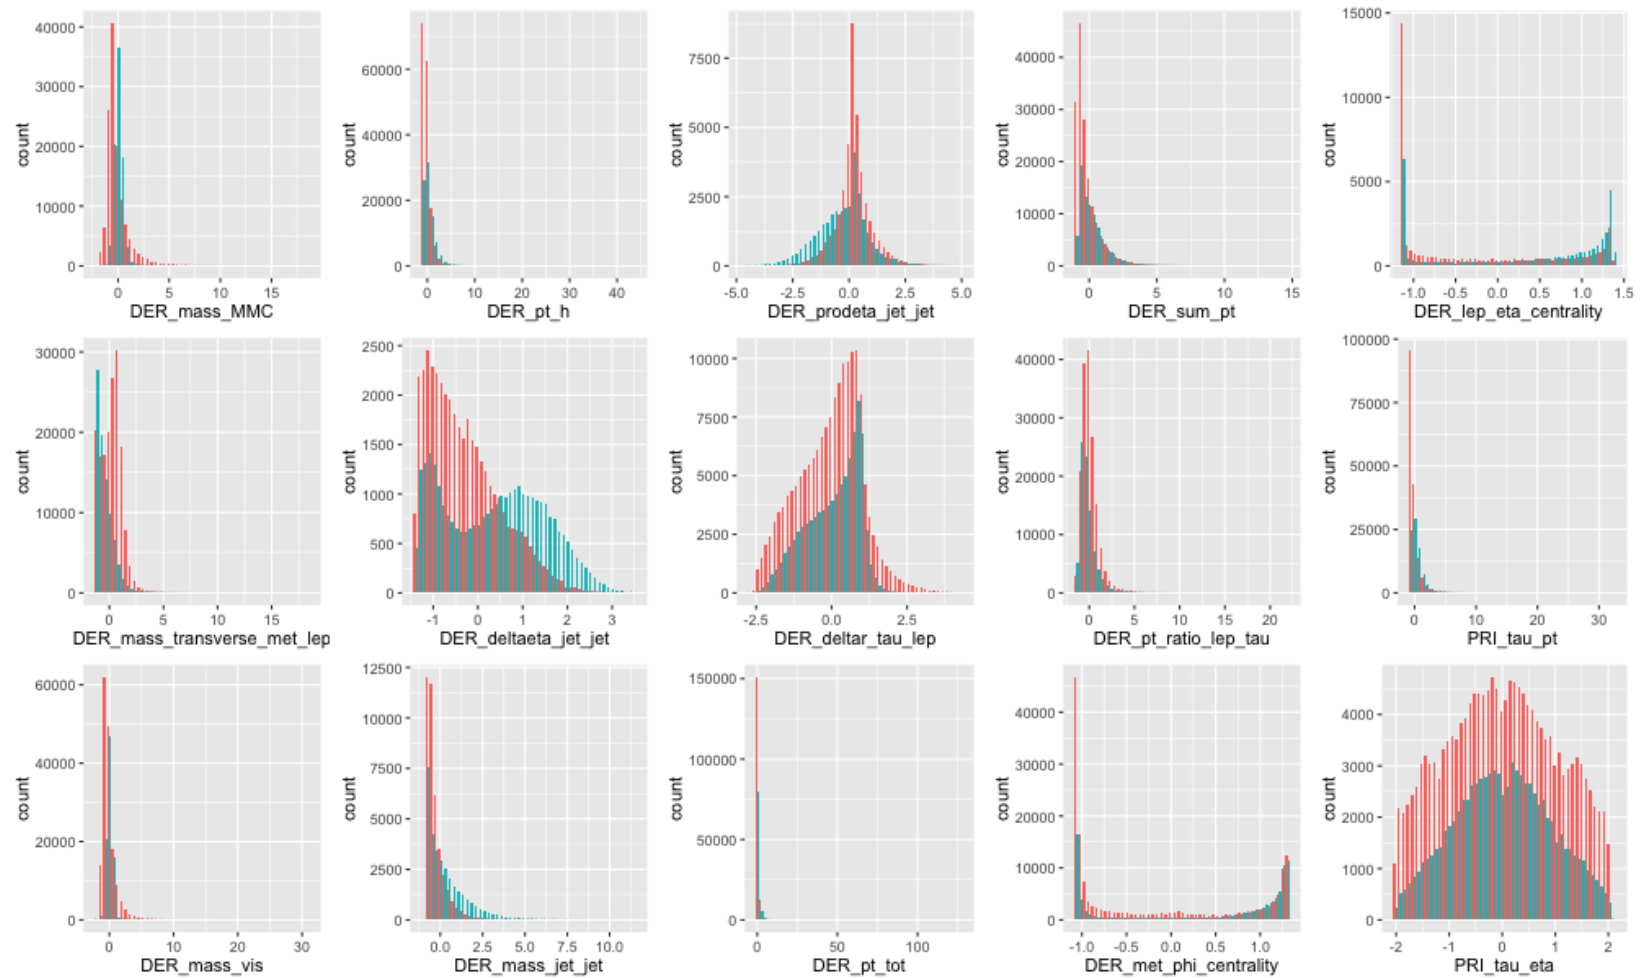 40000
30000
20000
10000
0
count
0 5 10 15
DER_mass_MMC
60000
40000
20000
0
count
0 10 20 30 40
DER_pt_h
7500
5000
2500
0
count
-5.0 -2.5 0.0 2.5 5.0
DER_prodeta_jet_jet
40000
30000
20000
10000
0
count
0 5 10 15
DER_sum_pt
15000
10000
5000
0
count
-1.0 -0.5 0.0 0.5 1.0 1.5
DER_lep_eta_centrality
30000
20000
10000
0
count
0 5 10 15
DER_mass_transverse_met_lep
2500
2000
1500
1000
500
0
count
-1 0 1 2 3
DER_deltaeta_jet_jet
10000
7500
5000
2500
0
count
-2.5 0.0 2.5
DER_deltar_tau_lep
40000
30000
20000
10000
0
count
0 5 10 15 20
DER_pt_ratio_lep_tau
100000
75000
50000
25000
0
count
0 10 20 30
PRI_tau_pt
60000
40000
20000
0
count
0 10 20 30
DER_mass_vis
12500
10000
7500
5000
2500
0
count
0.0 2.5 5.0 7.5 10.0
DER_mass_jet_jet
150000
100000
50000
0
count
0 50 100
DER_pt_tot
40000
30000
20000
10000
0
count
-1.0 -0.5 0.0 0.5 1.0
DER_met_phi_centrality
4000
3000
2000
1000
0
count
-2 -1 0 1 2
PRI_tau_eta